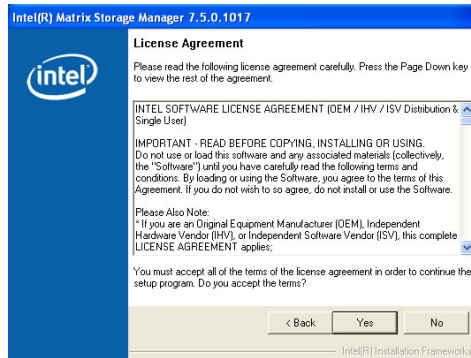 Intel(R) Matrix Storage Manager 7.5.0.1017
intel
License Agreement
Please read the following license agreement carefully. Press the Page Down key
to view the rest of the agreement.
INTEL SOFTWARE LICENSE AGREEMENT (OEM / IHV / ISV Distribution &
Single User)
IMPORTANT - READ BEFORE COPYING, INSTALLING OR USING.
Do not use or load this software and any associated materials (collectively,
the "Software") until you have carefully read the following terms and
conditions. By loading or using the Software, you agree to the terms of this
Agreement. If you do not wish to so agree, do not install or use the Software.
Please Also Note:
* If you are an Original Equipment Manufacturer (OEM), Independent
Hardware Vendor (IHV), or Independent Software Vendor (ISV), this complete
LICENSE AGREEMENT applies;
You must accept all of the terms of the license agreement in order to continue the
setup program. Do you accept the terms?
< Back
Yes
No
Intel(R) Installation Framework